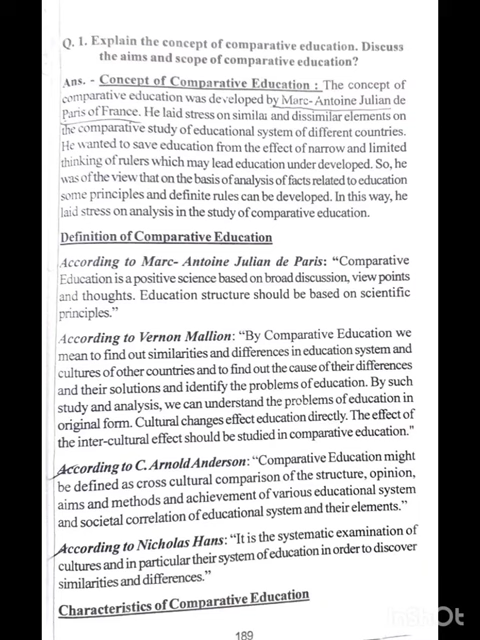 Q. 1. Explain the concept of comparative education. Discuss
the aims and scope of comparative education?
Ans. - Concept of Comparative Education : The concept of
comparative education was developed by Marc- Antoine Julian de
Paris of France. He laid stress on similar and dissimilar elements on
the comparative study of educational system of different countries.
He wanted to save education from the effect of narrow and limited
thinking of rulers which may lead education under developed. So, he
was of the view that on the basis of analysis of facts related to education
some principles and definite rules can be developed. In this way, he
laid stress on analysis in the study of comparative education.
Definition of Comparative Education
According to Marc- Antoine Julian de Paris: “Comparative
Education is a positive science based on broad discussion, view points
and thoughts. Education structure should be based on scientific
principles.”
According to Vernon Mallion: “By Comparative Education we
mean to find out similarities and differences in education system and
cultures of other countries and to find out the cause of their differences
and their solutions and identify the problems of education. By such
study and analysis, we can understand the problems of education in
original form. Cultural changes effect education directly. The effect of
the inter-cultural effect should be studied in comparative education."
According to C. Arnold Anderson: “Comparative Education might
be defined as cross cultural comparison of the structure, opinion,
aims and methods and achievement of various educational system
and societal correlation of educational system and their elements.”
According to Nicholas Hans: “It is the systematic examination of
cultures and in particular their system of education in order to discover
similarities and differences.”
Characteristics of Comparative Education
189
InShOt